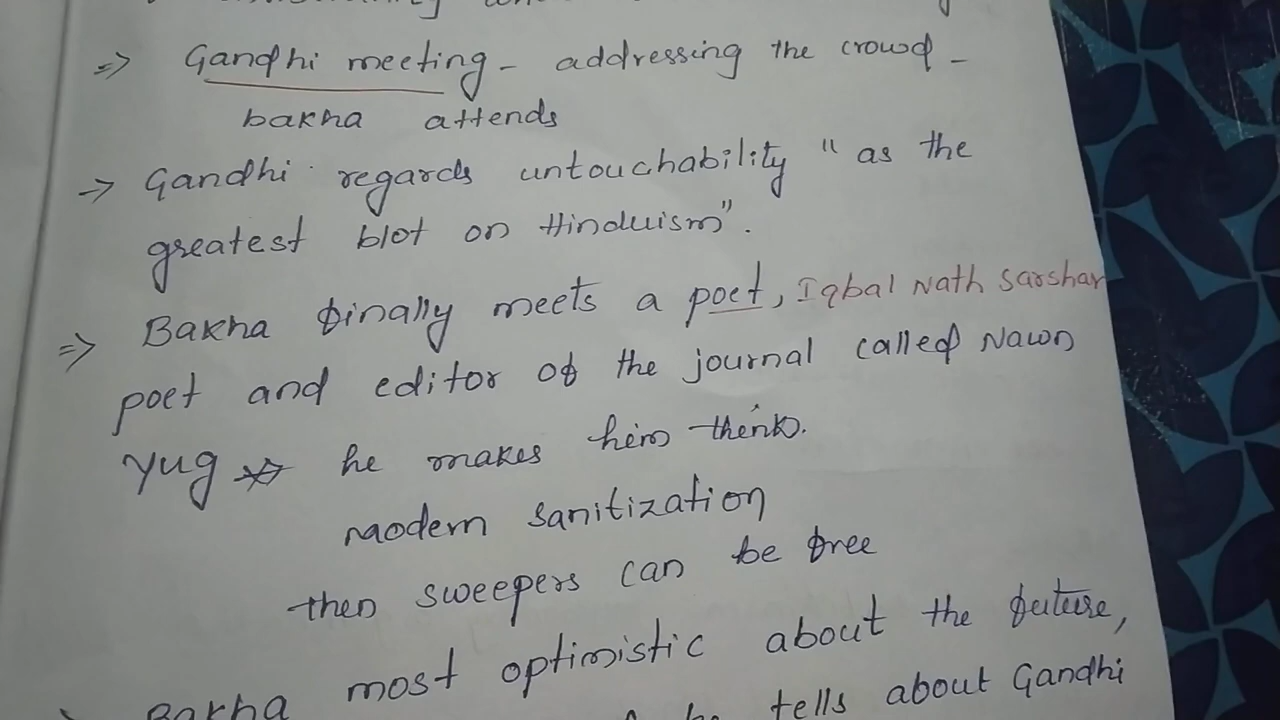 => Gandhi meeting - addressing the crowd -
bakha attends
-> Gandhi regards untouchability " as the
greatest blot on Hinduism".
=> Bakha finally meets a poet, Iqbal Nath Sarshar
poet and editor of the journal called Nawn
Yug he makes him think.
Modern sanitization
then sweepers can be free
Bakha most optimistic about the future,
he tells about Gandhi